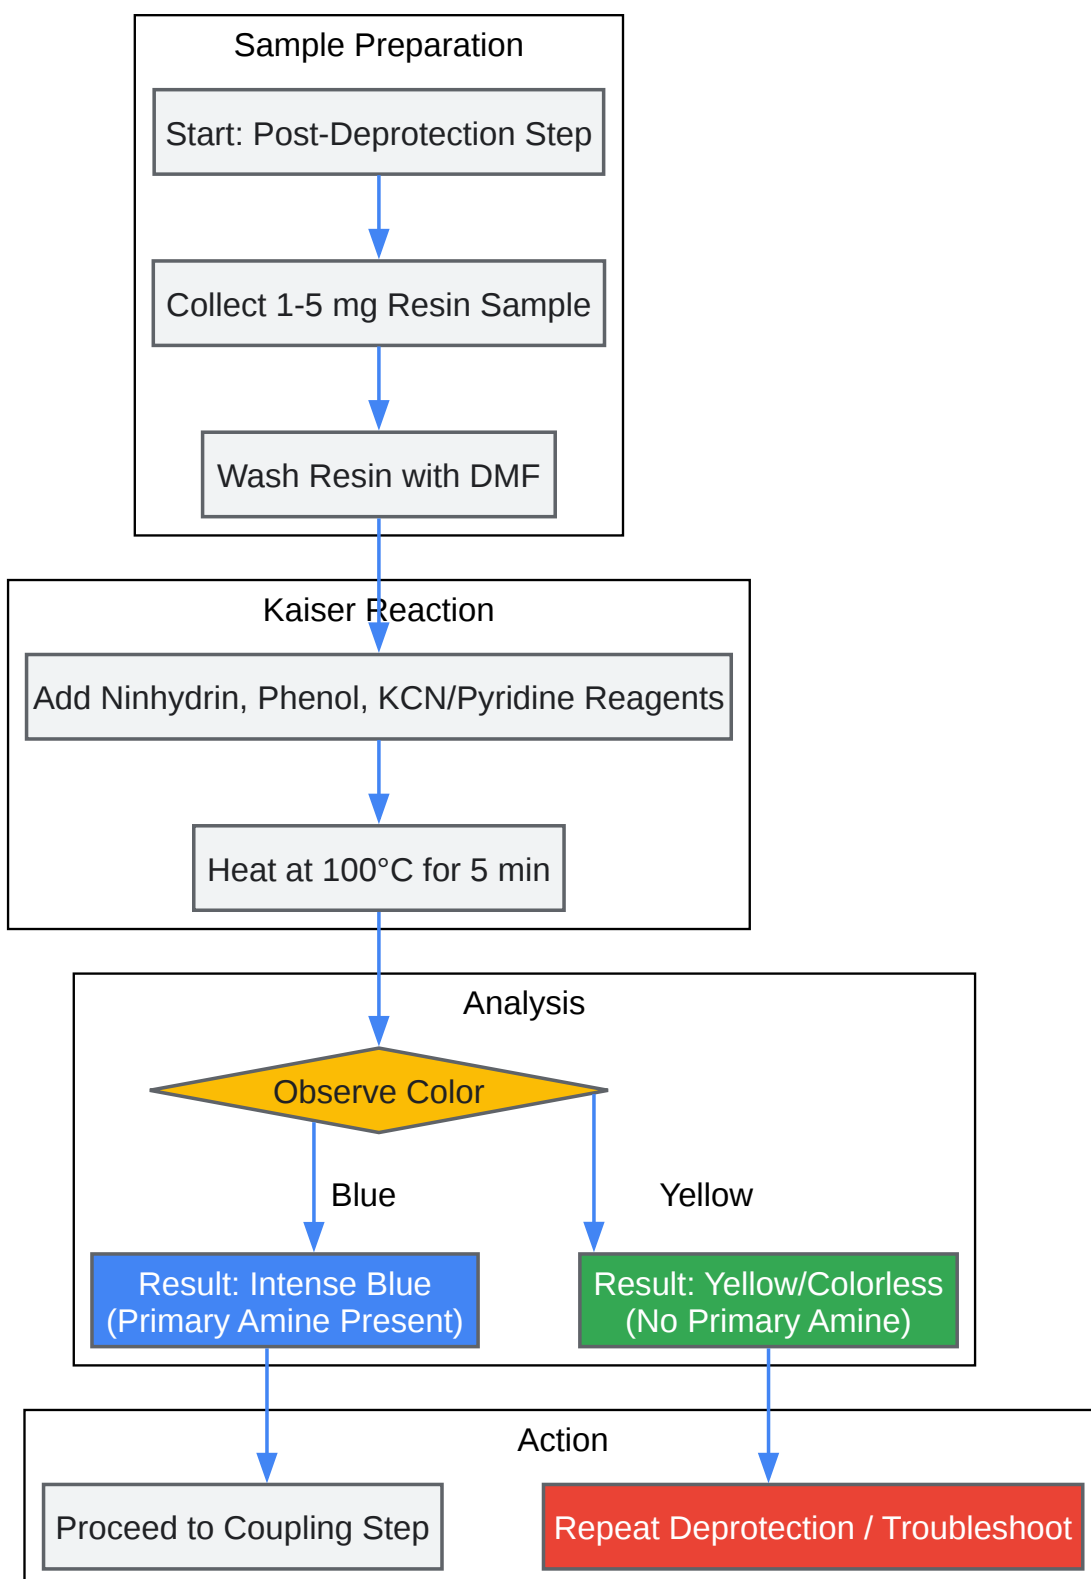 Sample Preparation
Start: Post-Deprotection Step
Collect 1-5 mg Resin Sample
Wash Resin with DMF
Kaiser Reaction
Add Ninhydrin, Phenol, KCN/Pyridine Reagents
Heat at 100°C for 5 min
Analysis
Observe Color
Blue
Yellow
Result: Intense Blue
(Primary Amine Present)
Result: Yellow/Colorless
(No Primary Amine)
Action
Proceed to Coupling Step
Repeat Deprotection / Troubleshoot